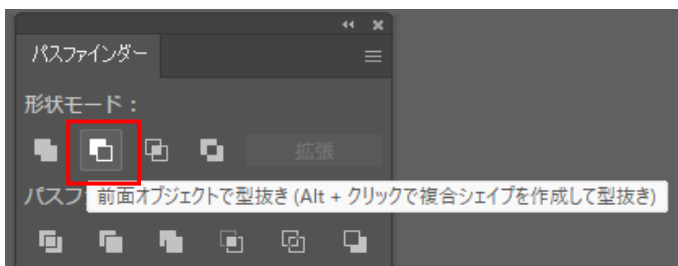 パスファインダー
形状モード：
拡張
パスフ
前面オブジェクトで型抜き (Alt + クリックで複合シェイプを作成して型抜き)